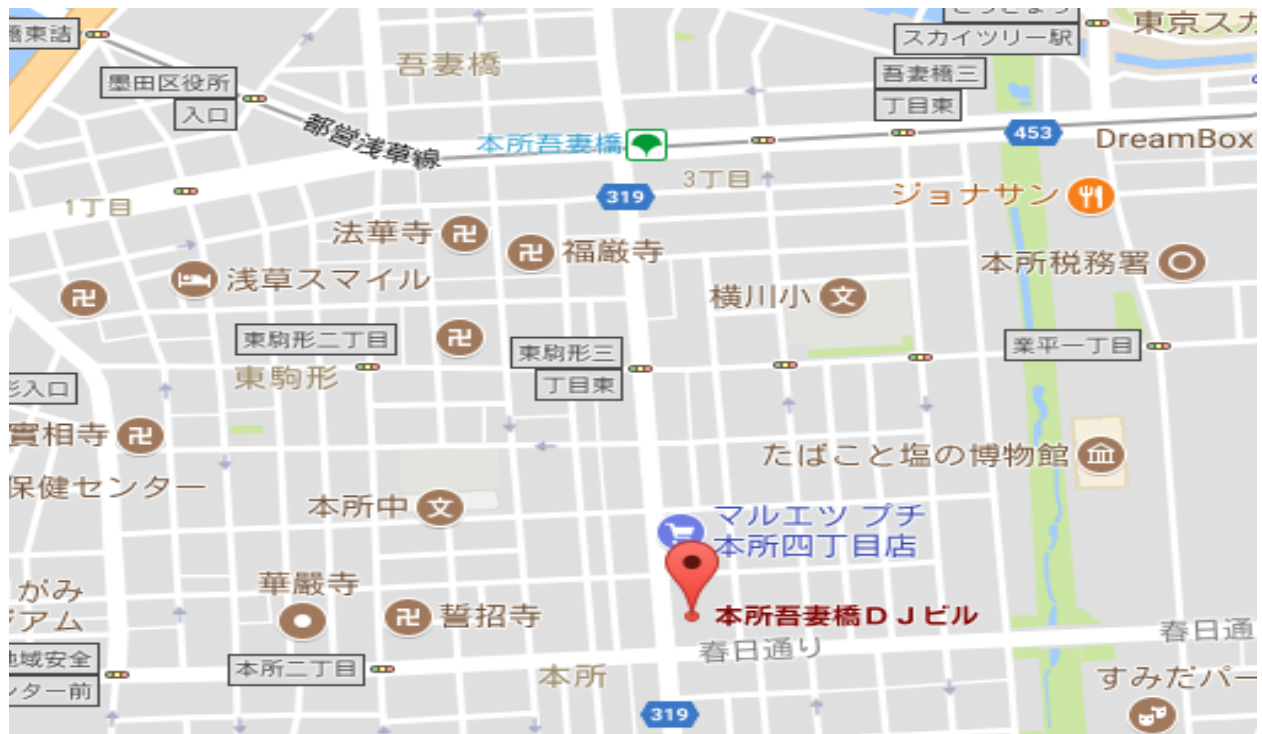 橋東詰
スカイツリー駅
東京スカ
墨田区役所
入口
吾妻橋
吾妻橋三
丁目東
都営浅草線
本所吾妻橋
453
DreamBox
1丁目
319
3丁目
ジョナサン
法華寺
福厳寺
浅草スマイル
横川小
本所税務署
東駒形二丁目
東駒形三
丁目東
業平一丁目
東駒形
入口
實相寺
保健センター
たばこと塩の博物館
本所中
マルエツ プチ
本所四丁目店
がみ
アム
華厳寺
誓招寺
本所吾妻橋DJビル
春日通り
春日通
地域安全
ンター前
本所二丁目
本所
すみだパー
319